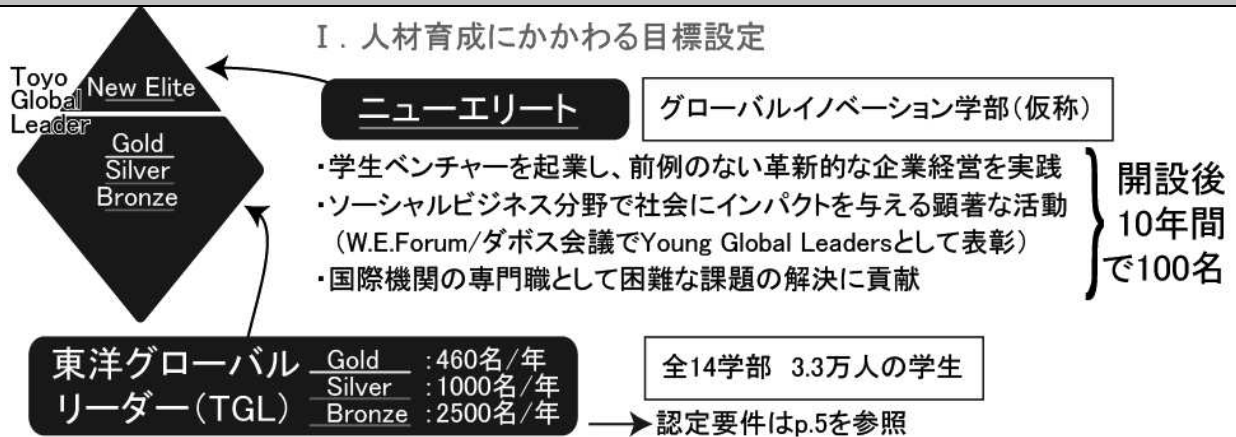 Ⅰ．人材育成にかかわる目標設定
Toyo
Global
Leader
New Elite
Gold
Silver
Bronze
ニューエリート
グローバルイノベーション学部(仮称)
・学生ベンチャーを起業し、前例のない革新的な企業経営を実践
・ソーシャルビジネス分野で社会にインパクトを与える顕著な活動
（W.E.Forum/ダボス会議でYoung Global Leadersとして表彰）
・国際機関の専門職として困難な課題の解決に貢献
開設後
10年間
で100名
東洋グローバル
リーダー(TGL)
Gold :460名/年
Silver :1000名/年
Bronze :2500名/年
全14学部 3.3万人の学生
認定要件はp.5を参照